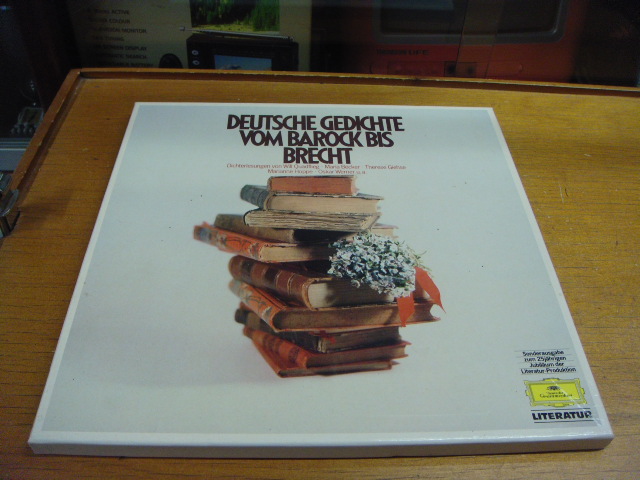 DEUTSCHE GEDICHTE
VOM BAROCK BIS
BRECHT
Dichterlesungen von Will Quadflieg · Maria Becker · Therese Giehse
Marianne Hoppe · Oskar Werner u.a.
Sonderausgabe
zum 25jährigen
Jubiläum der
Literatur-Produktion
LITERATUR